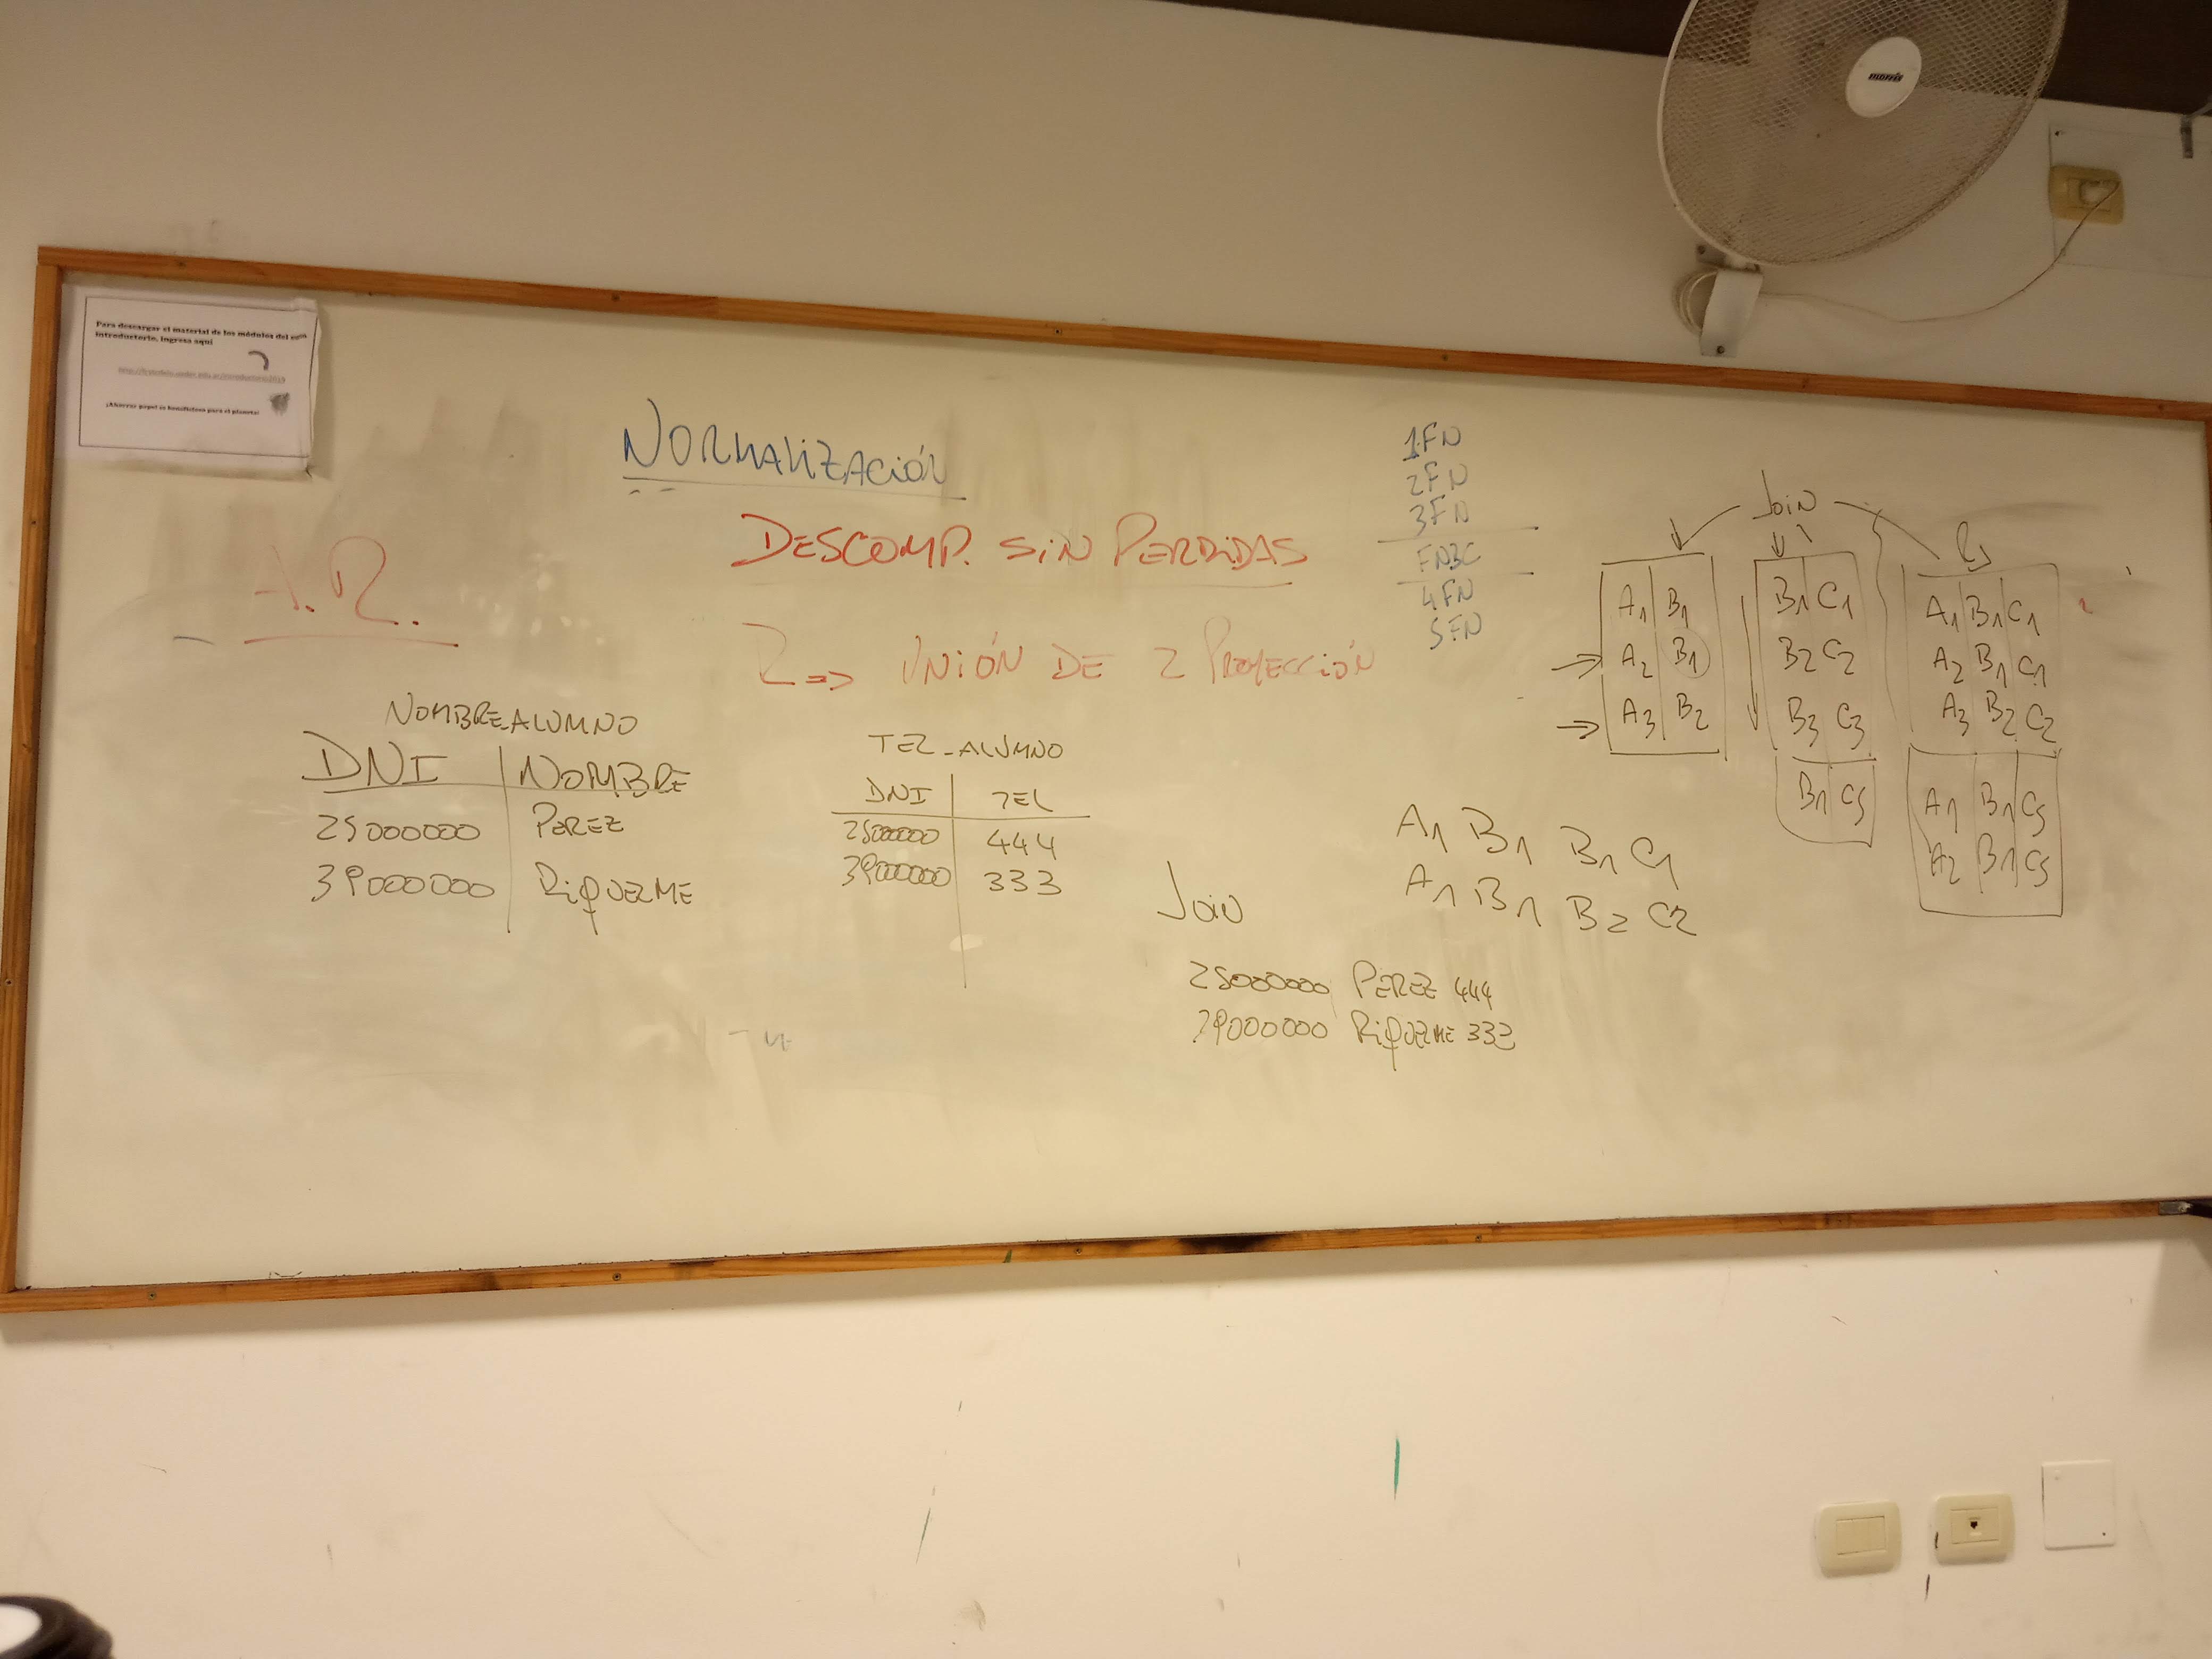 Para descargar el material de los módulos del
introductorio, ingresa aquí
¡Ahorrar papel es beneficioso para el planeta!
NORMALIZACIÓN
DESCOMP. SIN PERDIDAS
R => UNIÓN DE 2 PROYECCIÓN
A.R.
1FN
2FN
3FN
FNBC
4FN
5FN
NOMBRE_ALUMNO
DNI NOMBRE
25000000 PEREZ
39000000 RIQUELME
TEL_ALUMNO
DNI TEL
25000000 444
39000000 333
JOIN
25000000 PEREZ 444
39000000 RIQUELME 333
A1 B1 B1 C1
A1 B1 B2 C2
JOIN
A1 B1
A2 B1
A3 B2
B1 C1
B2 C2
B3 C3
B1 C5
A1 B1 C1
A2 B1 C1
A3 B2 C2
A1 B1 C5
A2 B1 C5
morris